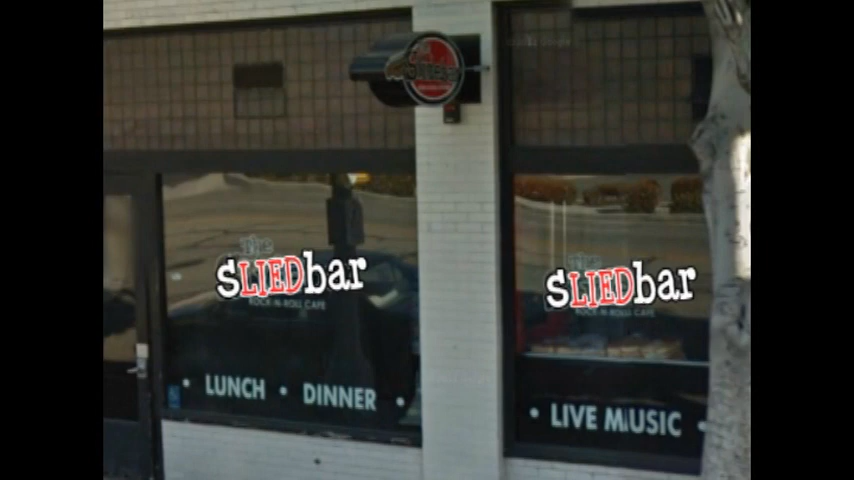 The
SLIEDbar
ROCK-N-ROLL CAFE
• LUNCH • DINNER •
The
SLIEDbar
ROCK-N-ROLL CAFE
• LIVE MUSIC •